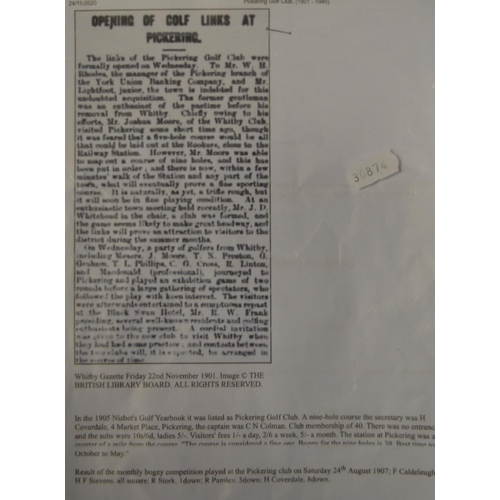 24/11/2020 Pickering Golf Club. (1901 - 1940)
OPENING OF GOLF LINKS AT
PICKERING.
The links of the Pickering Golf Club were
formally opened on Wednesday. To Mr. W. H.
Rhodes, the manager of the Pickering branch of
the York Union Banking Company, and Mr.
Lightfoot, junior, the town is indebted for this
undoubted acquisition. The former gentleman
was an enthusiast of the pastime before his
removal from Whitby. Chiefly owing to his
efforts, Mr. Joshua Moore, of the Whitby Club,
visited Pickering some short time ago, though
it was feared that a five-hole course would be all
that could be laid out at the Rookers, close to the
Railway Station. However, Mr. Moore was able
to map out a course of nine holes, and this has
been put in order; and there is now, within a few
minutes' walk of the Station and any part of the
town, what will eventually prove a fine sporting
course. It is naturally, as yet, a trifle rough, but
it will soon be in fine playing condition. At an
enthusiastic town meeting held recently, Mr. J. D.
Whitehead in the chair, a club was formed, and
the game seems likely to make great headway, and
the links will prove an attraction to visitors to the
district during the summer months.
On Wednesday, a party of golfers from Whitby,
including Messrs. J. Moore, T. N. Preston, G.
Graham, T. L. Phillips, C. G. Cross, R. Linton,
and Macdonald (professional), journeyed to
Pickering and played an exhibition game of two
rounds before a large gathering of spectators, who
followed the play with keen interest. The visitors
were afterwards entertained to a sumptuous repast
at the Black Swan Hotel, Mr. R. W. Frank
presiding, several well-known residents and golfing
enthusiasts being present. A cordial invitation
was given to the new club to visit Whitby when
they had had some practice, and contests between
the two clubs will, it is expected, be arranged in
the course of time.
30874
Whitby Gazette Friday 22nd November 1901. Image © THE
BRITISH LIBRARY BOARD. ALL RIGHTS RESERVED.
In the 1905 Nisbet's Golf Yearbook it was listed as Pickering Golf Club. A nine-hole course the secretary was H
Coverdale, 4 Market Place, Pickering, the captain was C N Colman. Club membership of 40. There was no entrance
and the subs were 10s/6d, ladies 5/-. Visitors' fees 1/- a day, 2/6 a week, 5/- a month. The station at Pickering was a
quarter of a mile from the course. "The course is considered a fine one. Bogey for the nine holes is 38. Best time to
October to May."
Result of the monthly bogey competition played at the Pickering club on Saturday 24th August 1907; F Caldeleugh
H F Stevens, all square; R Stork, 1down; R Parnley, 3down; H Coverdale, 8down.